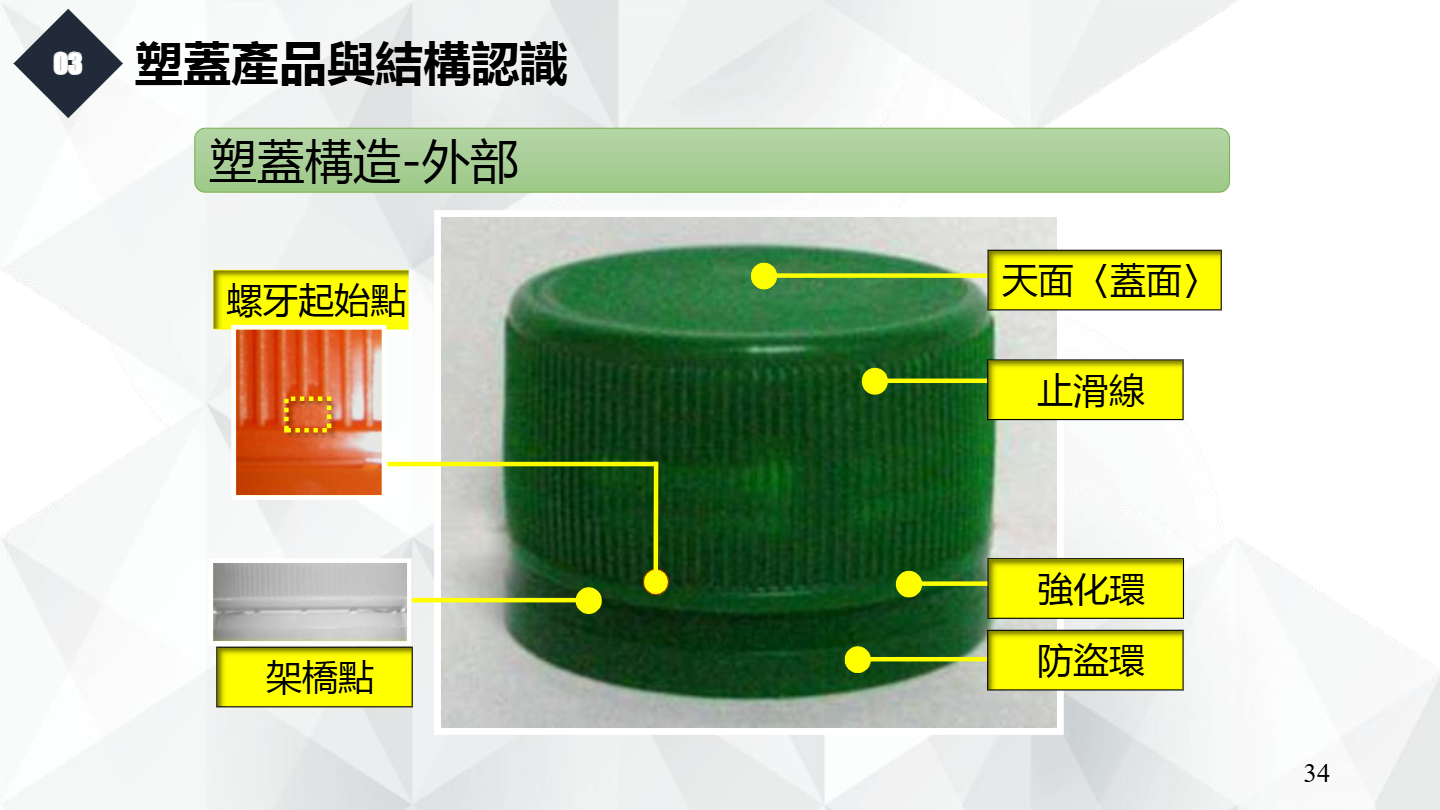 03
塑蓋產品與結構認識
塑蓋構造-外部
螺牙起始點
天面〈蓋面〉
止滑線
強化環
防盜環
架橋點
34